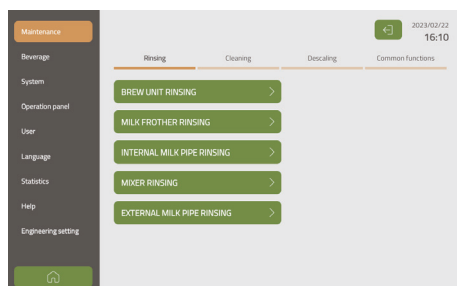 Maintenance
Beverage
System
Operation panel
User
Language
Statistics
Help
Engineering setting
2023/02/22
16:10
Rinsing
Cleaning
Descaling
Common functions
BREW UNIT RINSING
MILK FROTHER RINSING
INTERNAL MILK PIPE RINSING
MIXER RINSING
EXTERNAL MILK PIPE RINSING